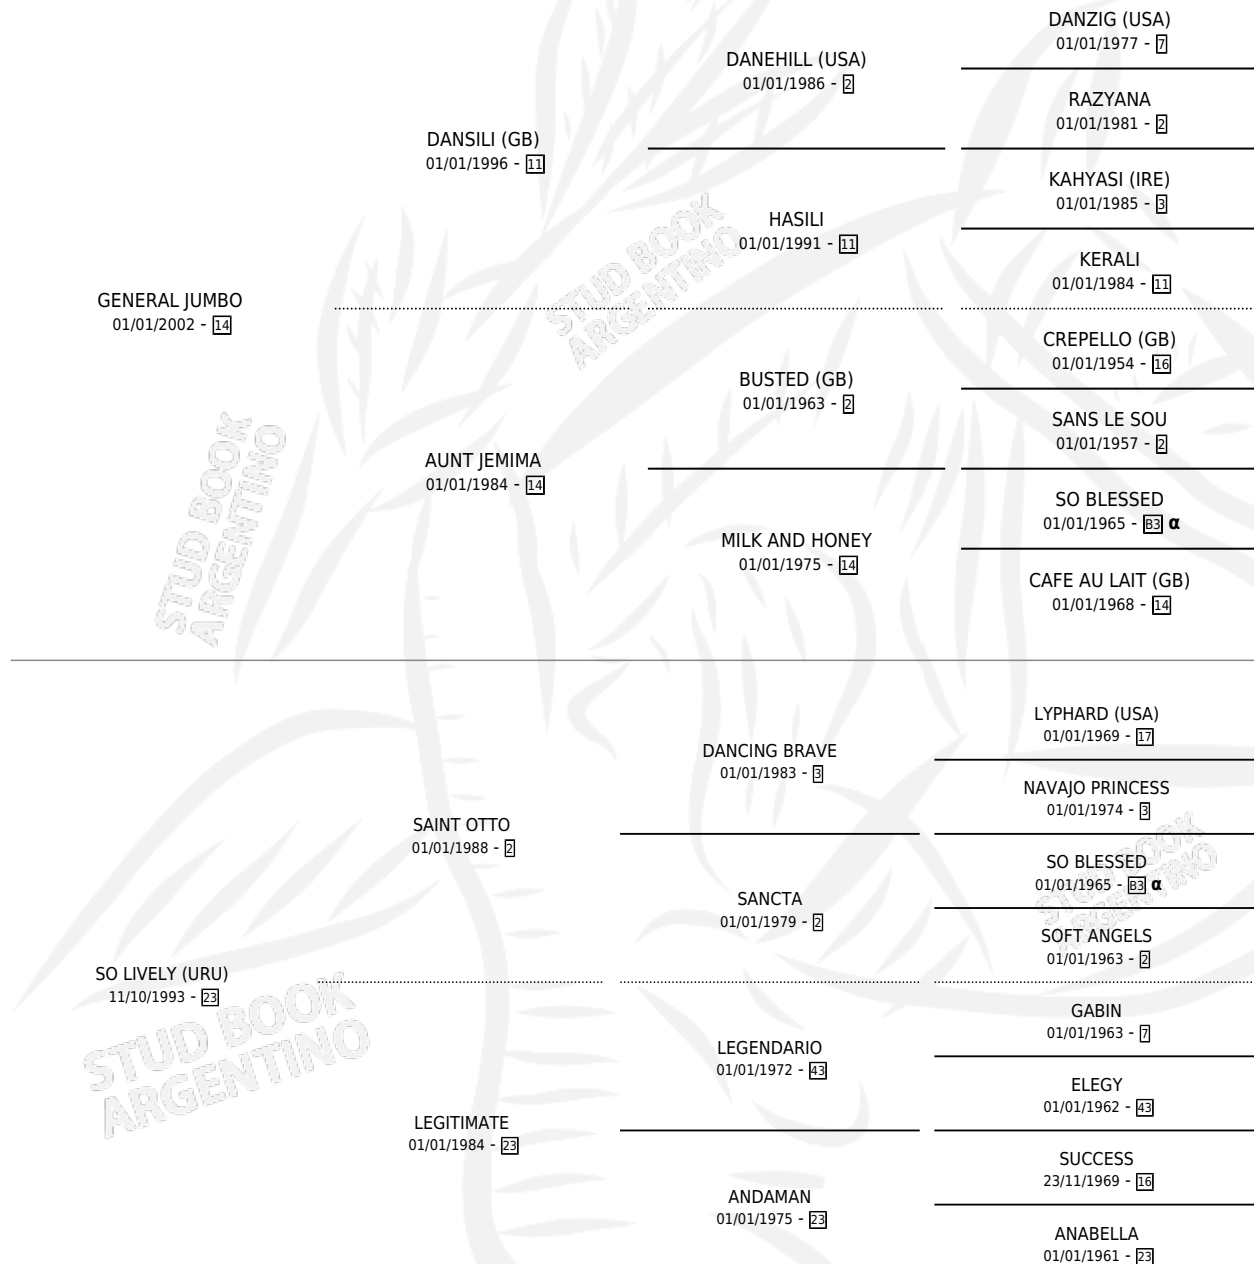 DANZIG (USA)
01/01/1977 - 7
DANEHILL (USA)
01/01/1986 - 2
RAZYANA
01/01/1981 - 2
DANSILI (GB)
01/01/1996 - 11
KAHYASI (IRE)
01/01/1985 - 3
HASILI
01/01/1991 - 11
KERALI
01/01/1984 - 11
GENERAL JUMBO
01/01/2002 - 14
STUD BOOK
ARGENTINO
CREPELLO (GB)
01/01/1954 - 16
BUSTED (GB)
01/01/1963 - 2
SANS LE SOU
01/01/1957 - 2
AUNT JEMIMA
01/01/1984 - 14
STUD BOOK
ARGENTINO
SO BLESSED
01/01/1965 - B3 α
MILK AND HONEY
01/01/1975 - 14
CAFE AU LAIT (GB)
01/01/1968 - 14
LYPHARD (USA)
01/01/1969 - 17
DANCING BRAVE
01/01/1983 - 3
NAVAJO PRINCESS
01/01/1974 - 3
SAINT OTTO
01/01/1988 - 2
SO BLESSED
01/01/1965 - B3 α
STUD BOOK
ARGENTINO
SANCTA
01/01/1979 - 2
SOFT ANGELS
01/01/1963 - 2
SO LIVELY (URU)
11/10/1993 - 23
STUD BOOK
ARGENTINO
GABIN
01/01/1963 - 7
LEGENDARIO
01/01/1972 - 43
ELEGY
01/01/1962 - 43
LEGITIMATE
01/01/1984 - 23
SUCCESS
23/11/1969 - 16
ANDAMAN
01/01/1975 - 23
ANABELLA
01/01/1961 - 23